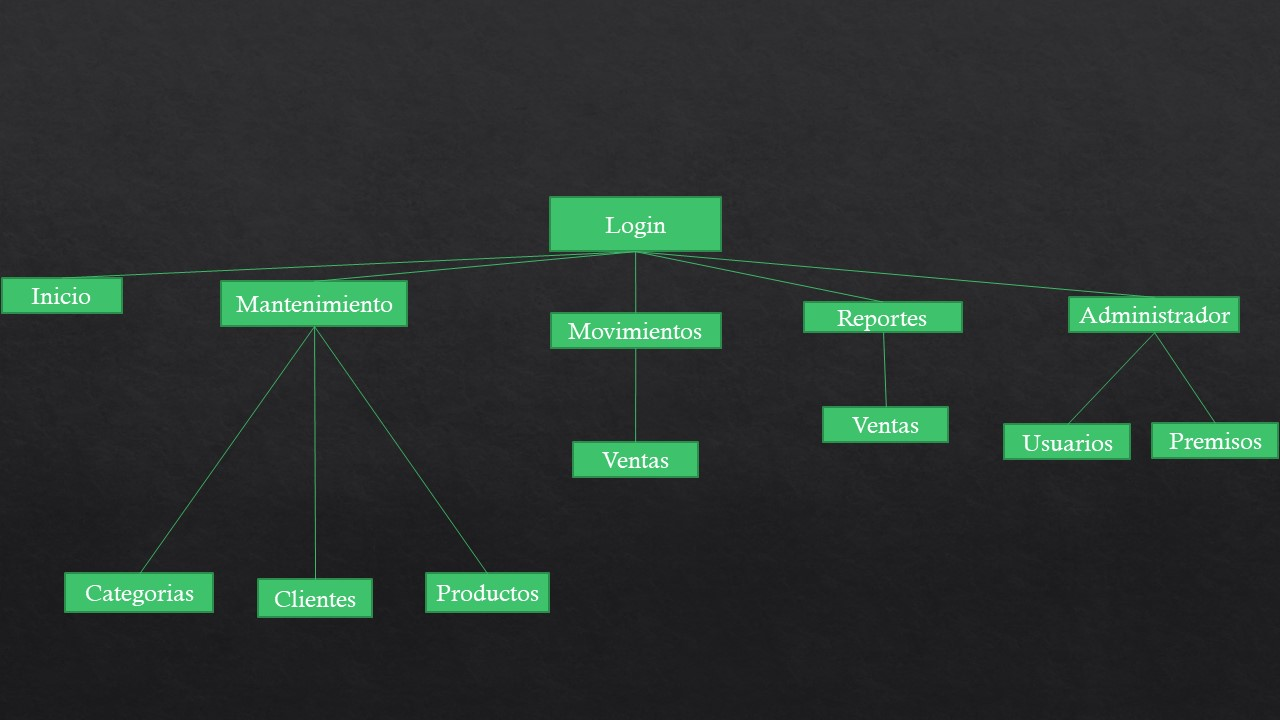 Login
Inicio
Mantenimiento
Movimientos
Reportes
Administrador
Ventas
Ventas
Usuarios
Premisos
Categorias
Clientes
Productos